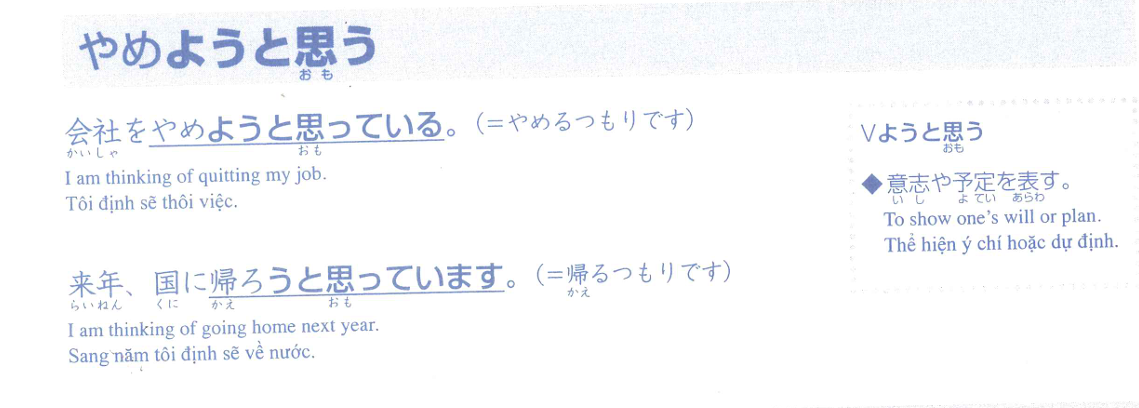 やめようと思う
おも
会社をやめようと思っている。（=やめるつもりです）
かいしゃ おも
I am thinking of quitting my job.
Tôi định sẽ thôi việc.
来年、国に帰ろうと思っています。（=帰るつもりです）
らいねん くに かえ おも かえ
I am thinking of going home next year.
Sang năm tôi định sẽ về nước.
Vようと思う
おも
◆意志や予定を表す。
いし よてい あらわ
To show one's will or plan.
Thể hiện ý chí hoặc dự định.